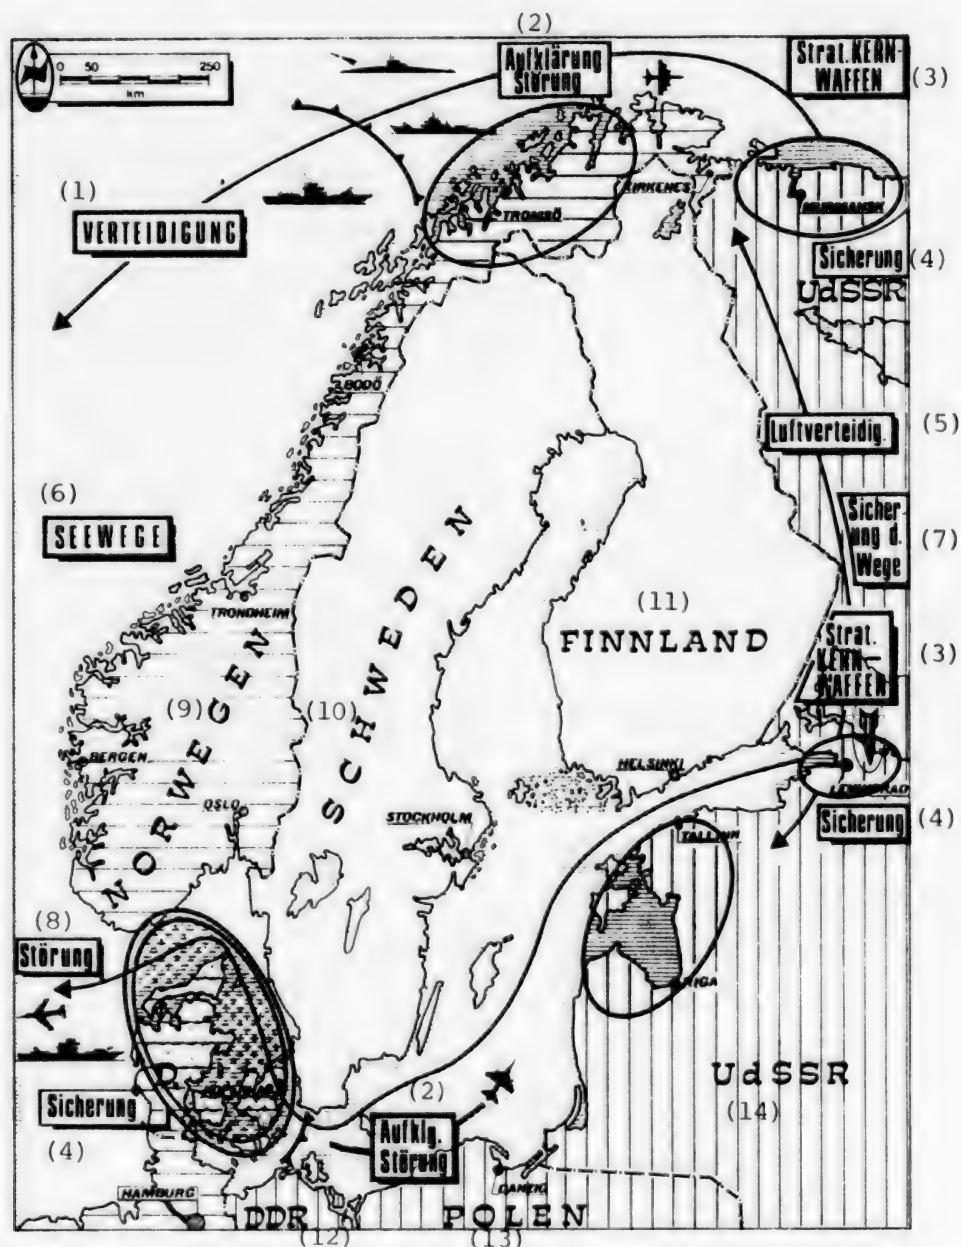 (2)
Aufklärung
Störung
Strat. KERN-
WAFFEN
(3)
0 50 250
km
(1)
VERTEIDIGUNG
KIRKENES
TROMSÖ
MURMANSK
Sicherung
(4)
UdSSR
BODÖ
Luftverteidig.
(5)
(6)
SEEWEGE
Sicher-
ung d.
Wege
(7)
TRONDHEIM
(11)
FINNLAND
Strat.
KERN-
WAFFEN
(3)
(9)
NORWEGEN
(10)
SCHWEDEN
BERGEN
OSLO
HELSINKI
LENINGRAD
STOCKHOLM
TALLINN
Sicherung
(4)
(8)
Störung
RIGA
UdSSR
(14)
Sicherung
(4)
(2)
Aufklg.
Störung
HAMBURG
DANZIG
DDR
POLEN
(12)
(13)